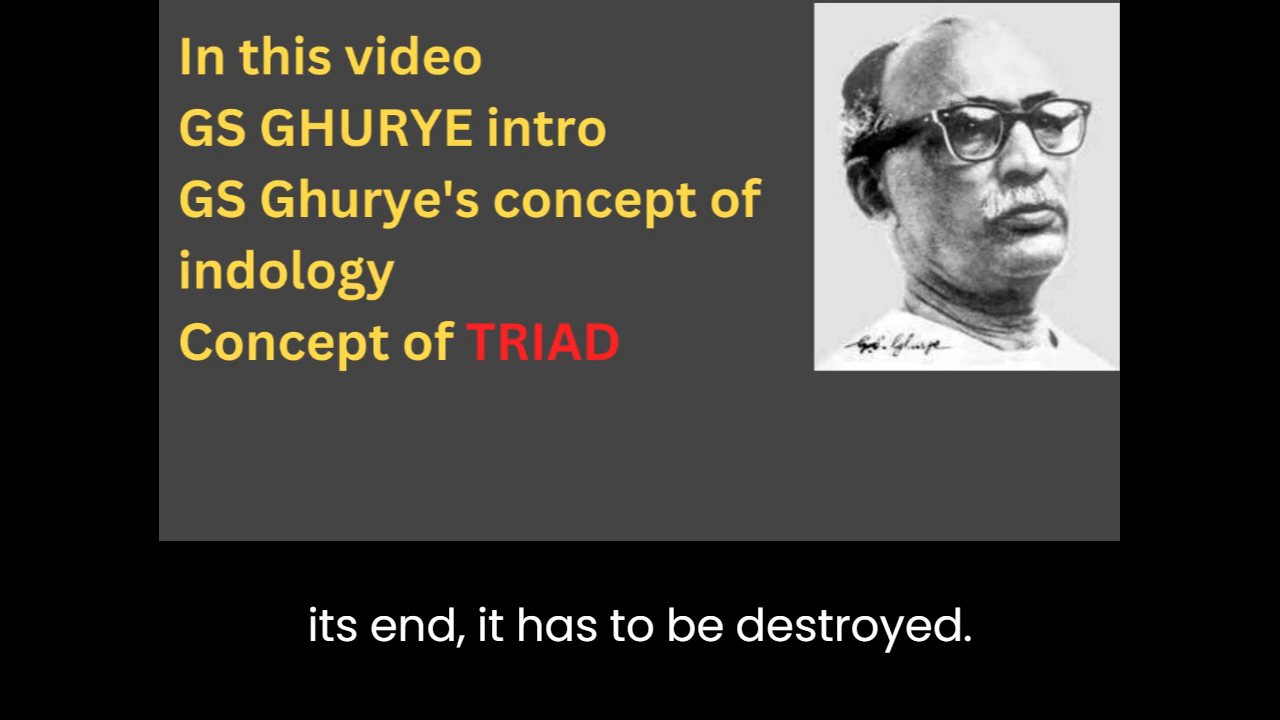 In this video
GS GHURYE intro
GS Ghurye's concept of
indology
Concept of TRIAD
G.S. Ghurye
its end, it has to be destroyed.